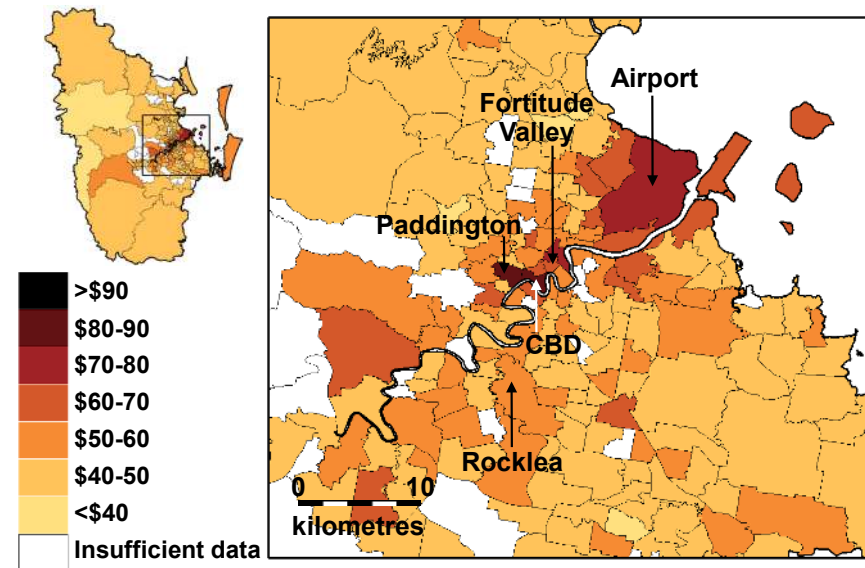 Airport
Fortitude
Valley
Paddington
CBD
Rocklea
0 10
kilometres
>$90
$80-90
$70-80
$60-70
$50-60
$40-50
<$40
Insufficient data